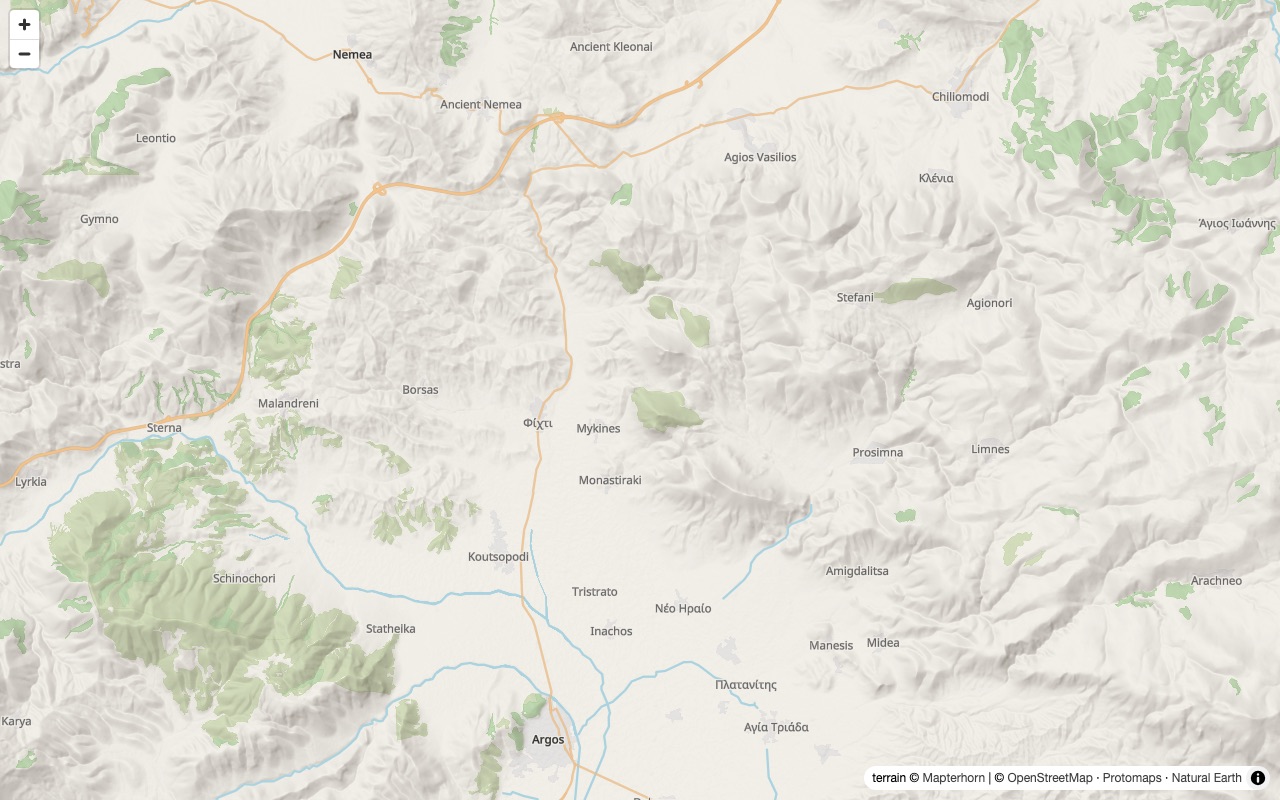 +
−
Ancient Kleonai
Nemea
Chiliomodi
Ancient Nemea
Leontio
Agios Vasilios
Κλένια
Gymno
Άγιος Ιωάννης
Stefani
Agionori
stra
Borsas
Malandreni
Φίχτι
Mykines
Sterna
Limnes
Prosimna
Lyrkia
Monastiraki
Koutsopodi
Amigdalitsa
Schinochori
Arachneo
Tristrato
Νέο Ηραίο
Statheika
Inachos
Manesis
Midea
Πλατανίτης
Karya
Αγία Τριάδα
Argos
terrain © Mapterhorn | © OpenStreetMap · Protomaps · Natural Earth